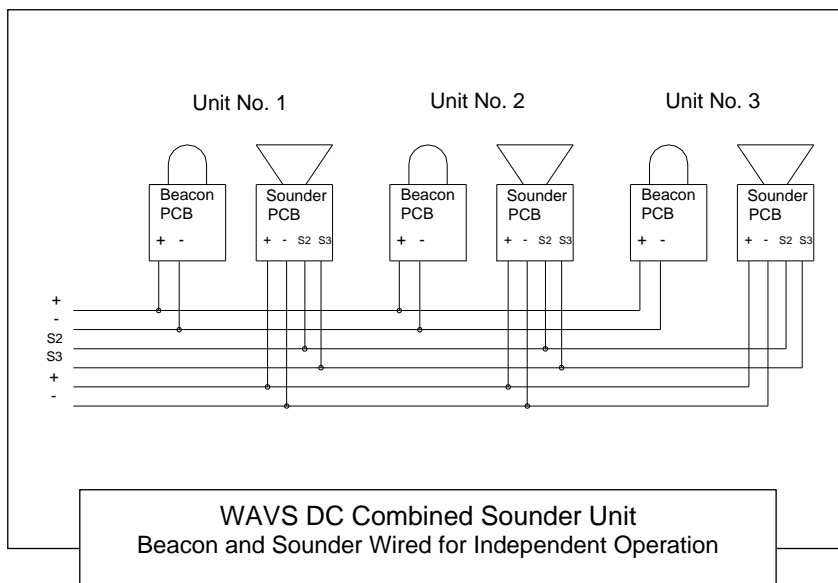 Unit No. 1 Unit No. 2 Unit No. 3
Beacon PCB
+ -
Sounder PCB
+ - S2 S3
Beacon PCB
+ -
Sounder PCB
+ - S2 S3
Beacon PCB
+ -
Sounder PCB
+ - S2 S3
+
-
S2
S3
+
-
WAVS DC Combined Sounder Unit
Beacon and Sounder Wired for Independent Operation